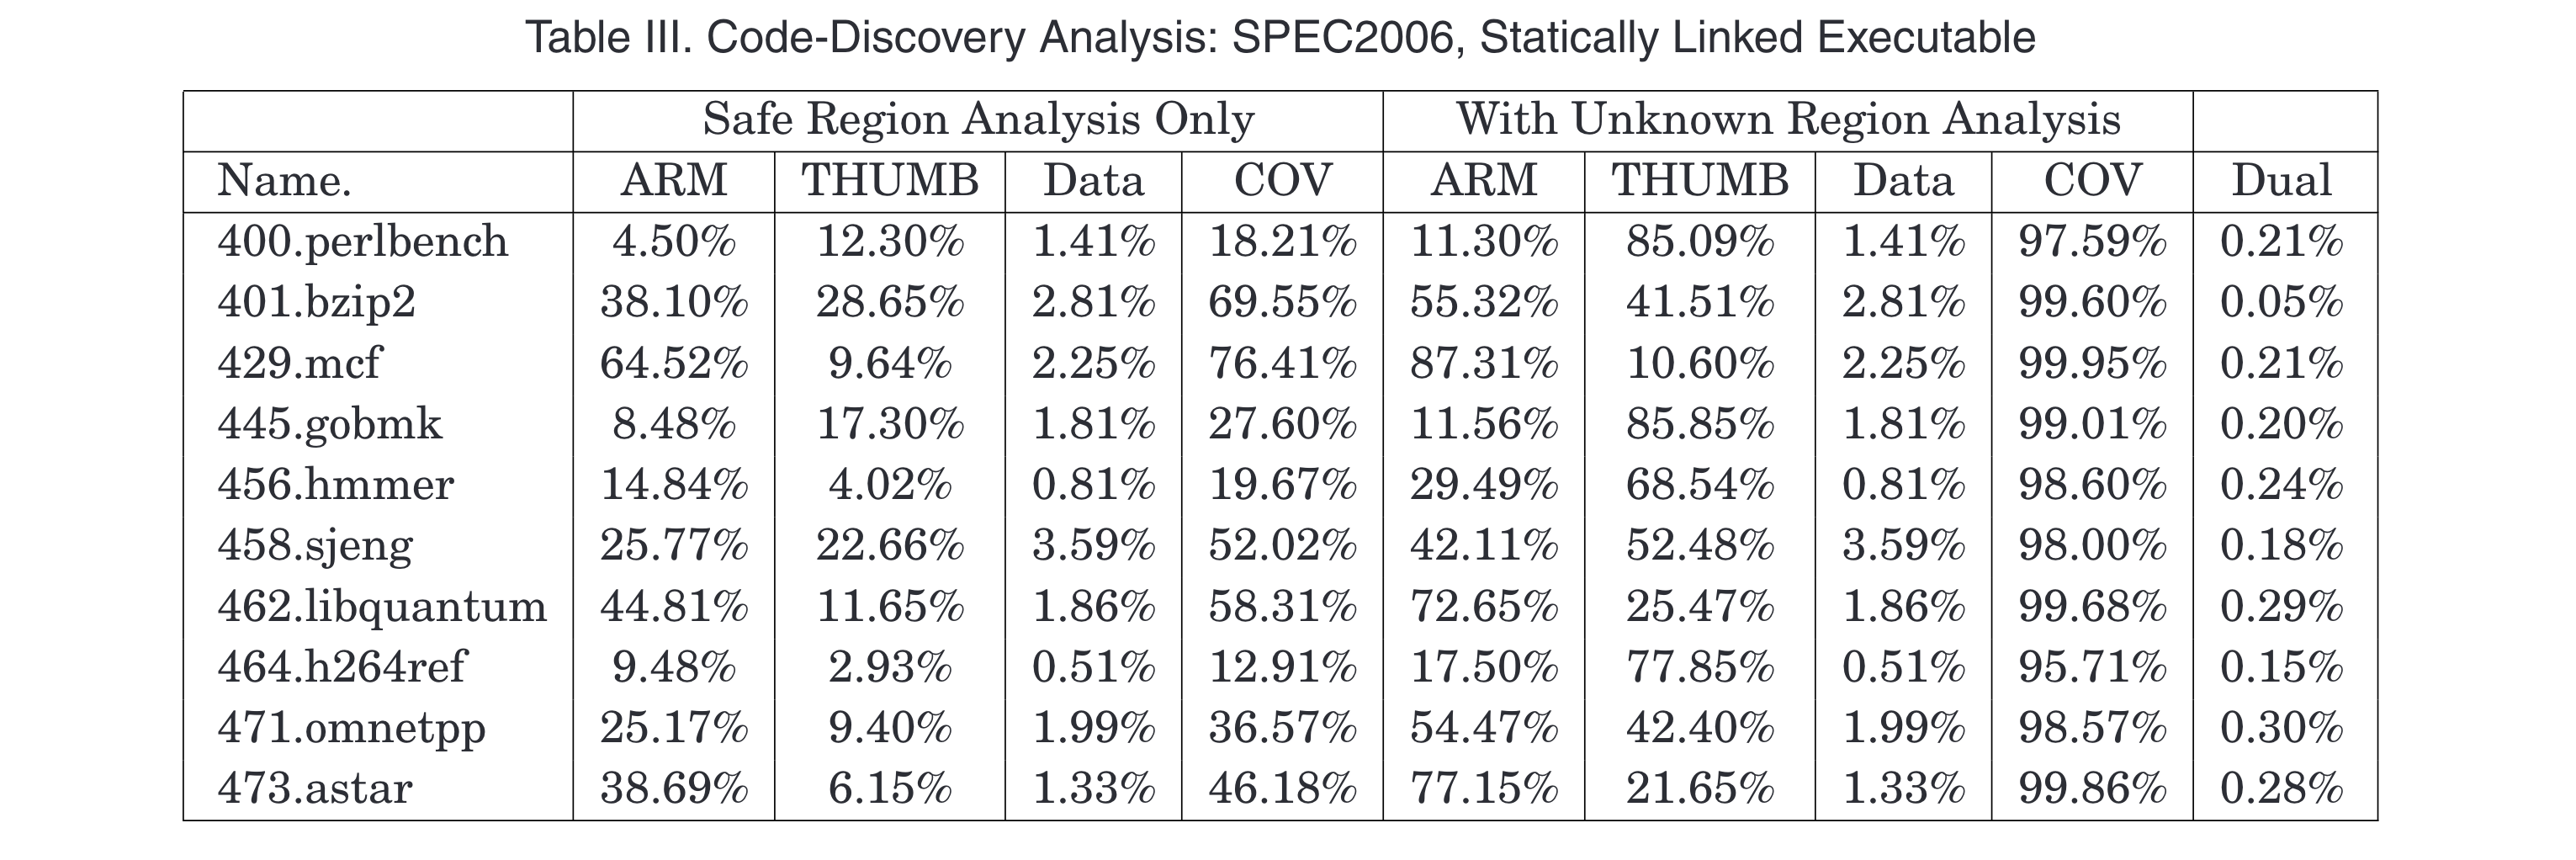 Table III. Code-Discovery Analysis: SPEC2006, Statically Linked Executable
Safe Region Analysis Only With Unknown Region Analysis
Name. ARM THUMB Data COV ARM THUMB Data COV Dual
400.perlbench 4.50% 12.30% 1.41% 18.21% 11.30% 85.09% 1.41% 97.59% 0.21%
401.bzip2 38.10% 28.65% 2.81% 69.55% 55.32% 41.51% 2.81% 99.60% 0.05%
429.mcf 64.52% 9.64% 2.25% 76.41% 87.31% 10.60% 2.25% 99.95% 0.21%
445.gobmk 8.48% 17.30% 1.81% 27.60% 11.56% 85.85% 1.81% 99.01% 0.20%
456.hmmer 14.84% 4.02% 0.81% 19.67% 29.49% 68.54% 0.81% 98.60% 0.24%
458.sjeng 25.77% 22.66% 3.59% 52.02% 42.11% 52.48% 3.59% 98.00% 0.18%
462.libquantum 44.81% 11.65% 1.86% 58.31% 72.65% 25.47% 1.86% 99.68% 0.29%
464.h264ref 9.48% 2.93% 0.51% 12.91% 17.50% 77.85% 0.51% 95.71% 0.15%
471.omnetpp 25.17% 9.40% 1.99% 36.57% 54.47% 42.40% 1.99% 98.57% 0.30%
473.astar 38.69% 6.15% 1.33% 46.18% 77.15% 21.65% 1.33% 99.86% 0.28%